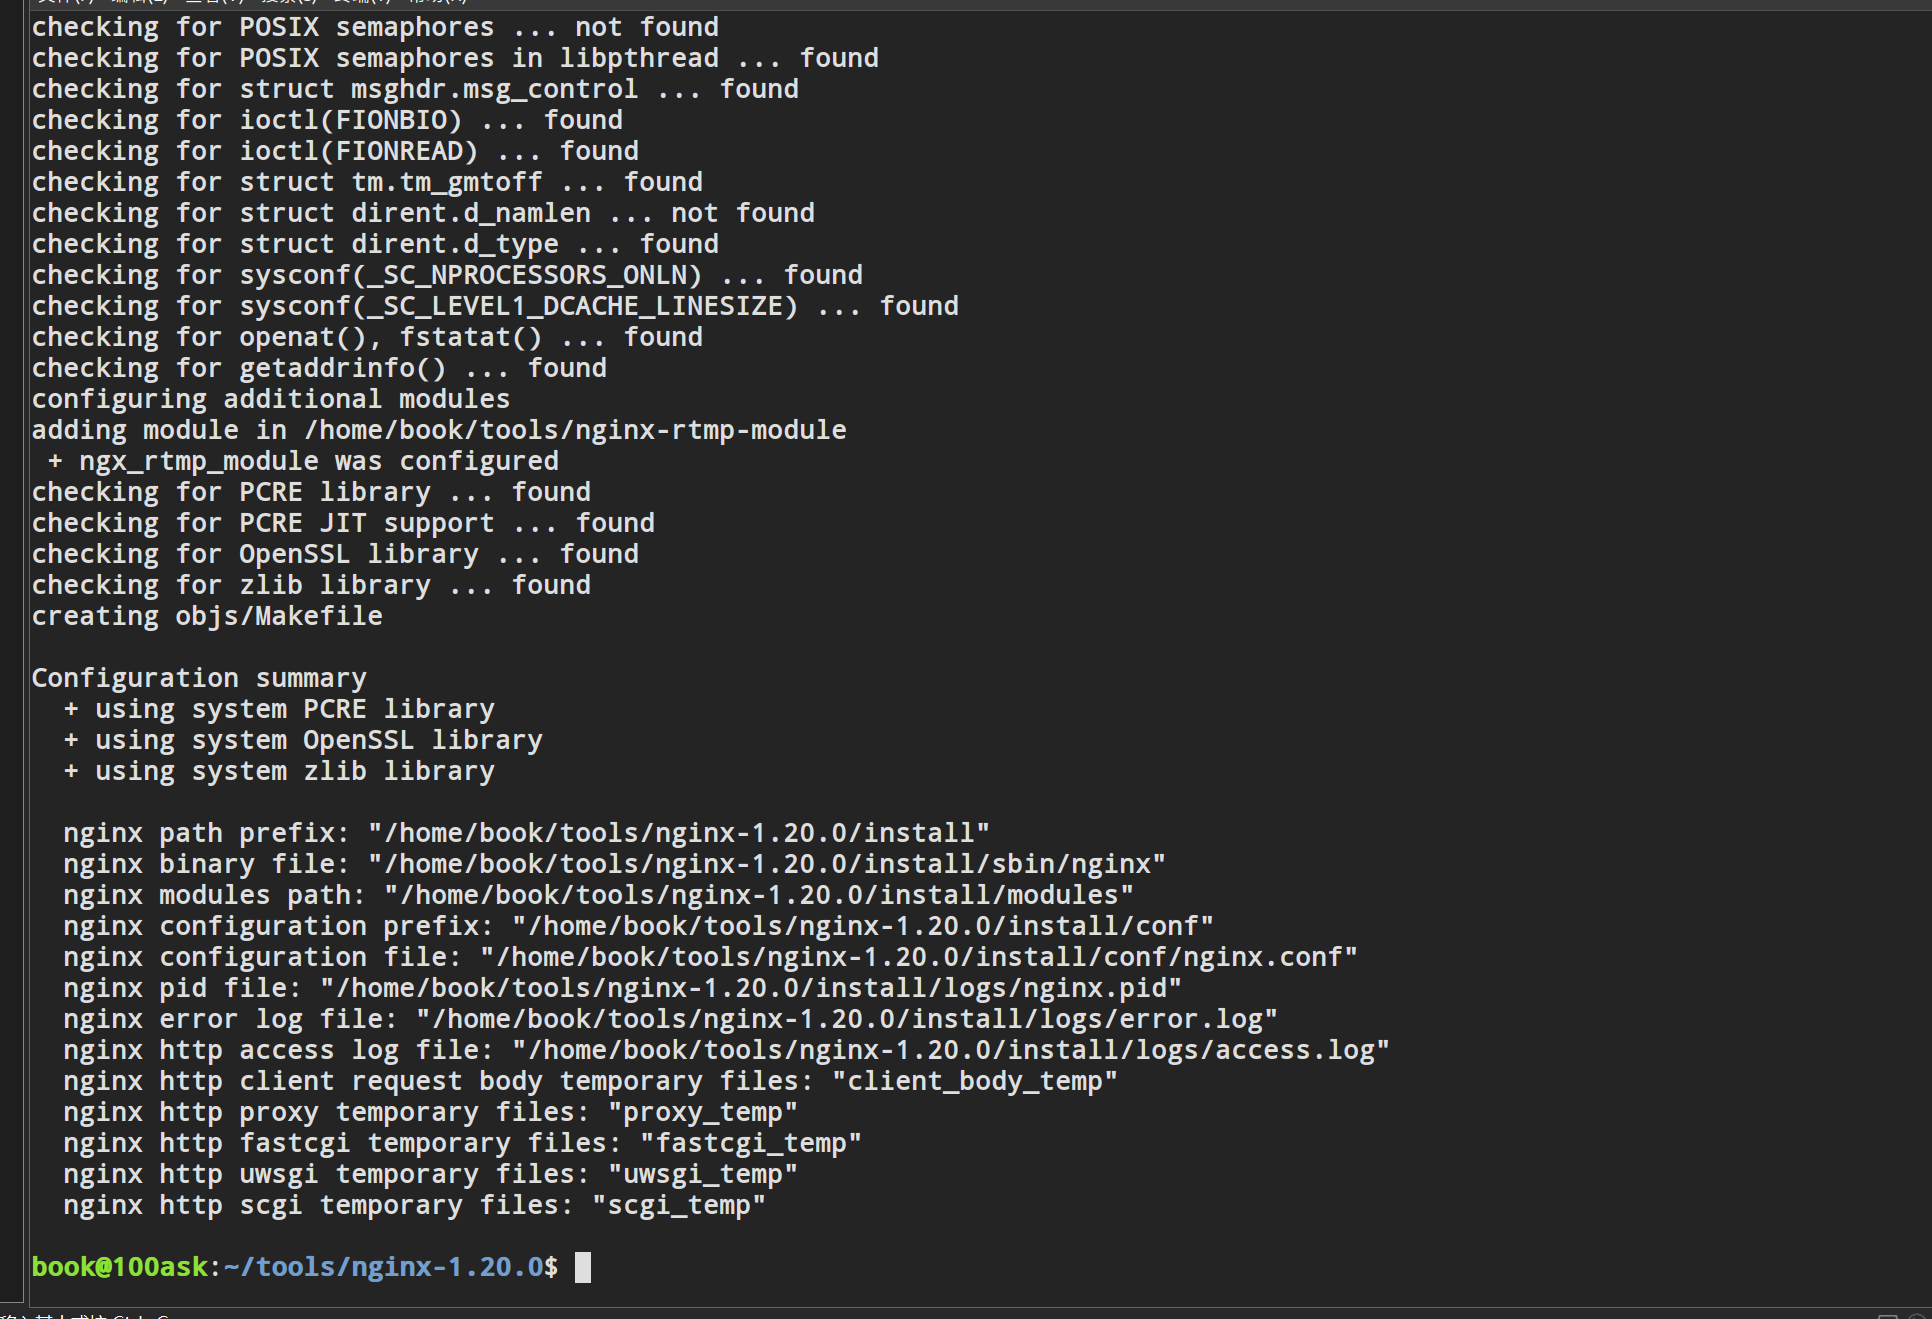 checking for POSIX semaphores ... not found
checking for POSIX semaphores in libpthread ... found
checking for struct msghdr.msg_control ... found
checking for ioctl(FIONBIO) ... found
checking for ioctl(FIONREAD) ... found
checking for struct tm.tm_gmtoff ... found
checking for struct dirent.d_namlen ... not found
checking for struct dirent.d_type ... found
checking for sysconf(_SC_NPROCESSORS_ONLN) ... found
checking for sysconf(_SC_LEVEL1_DCACHE_LINESIZE) ... found
checking for openat(), fstatat() ... found
checking for getaddrinfo() ... found
configuring additional modules
adding module in /home/book/tools/nginx-rtmp-module
 + ngx_rtmp_module was configured
checking for PCRE library ... found
checking for PCRE JIT support ... found
checking for OpenSSL library ... found
checking for zlib library ... found
creating objs/Makefile

Configuration summary
  + using system PCRE library
  + using system OpenSSL library
  + using system zlib library

  nginx path prefix: "/home/book/tools/nginx-1.20.0/install"
  nginx binary file: "/home/book/tools/nginx-1.20.0/install/sbin/nginx"
  nginx modules path: "/home/book/tools/nginx-1.20.0/install/modules"
  nginx configuration prefix: "/home/book/tools/nginx-1.20.0/install/conf"
  nginx configuration file: "/home/book/tools/nginx-1.20.0/install/conf/nginx.conf"
  nginx pid file: "/home/book/tools/nginx-1.20.0/install/logs/nginx.pid"
  nginx error log file: "/home/book/tools/nginx-1.20.0/install/logs/error.log"
  nginx http access log file: "/home/book/tools/nginx-1.20.0/install/logs/access.log"
  nginx http client request body temporary files: "client_body_temp"
  nginx http proxy temporary files: "proxy_temp"
  nginx http fastcgi temporary files: "fastcgi_temp"
  nginx http uwsgi temporary files: "uwsgi_temp"
  nginx http scgi temporary files: "scgi_temp"

book@100ask:~/tools/nginx-1.20.0$